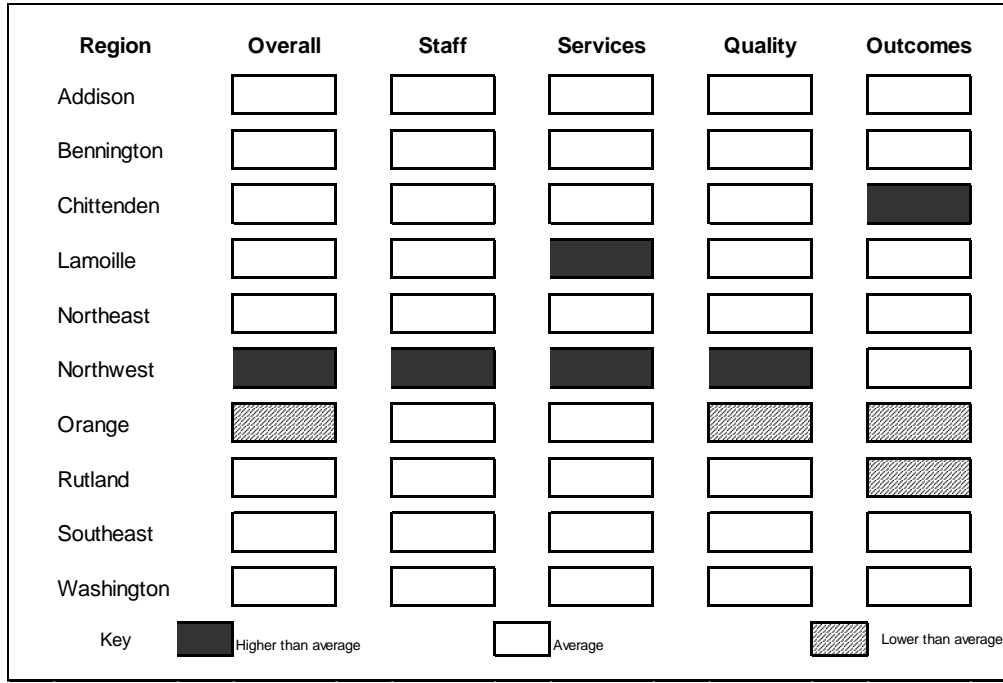 Region Overall Staff Services Quality Outcomes
Addison
Bennington
Chittenden
Lamoille
Northeast
Northwest
Orange
Rutland
Southeast
Washington
Key Higher than average Average Lower than average